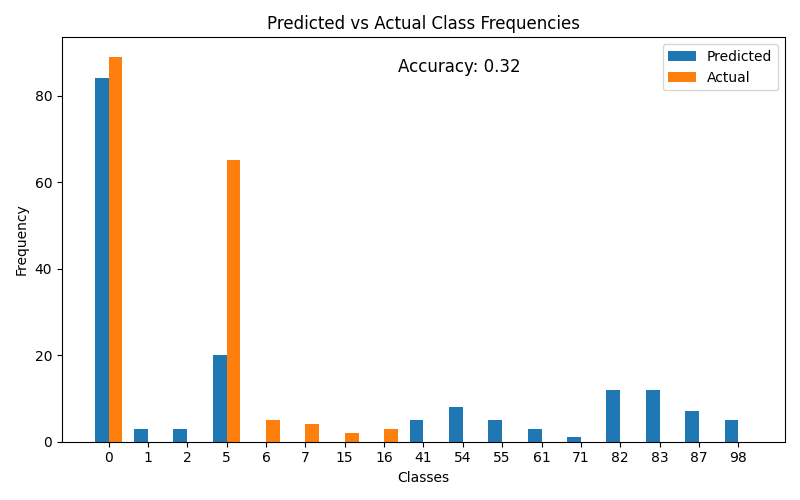 Predicted vs Actual Class Frequencies
Accuracy: 0.32
Predicted
Actual
80
60
40
20
0
Frequency
0 1 2 5 6 7 15 16 41 54 55 61 71 82 83 87 98
Classes